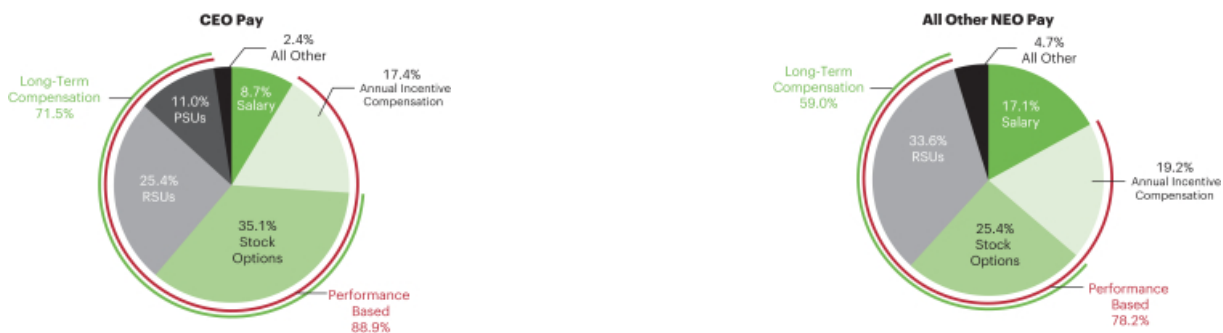 CEO Pay
2.4%
All Other
17.4%
Annual Incentive
Compensation
Long-Term
Compensation
71.5%
11.0%
PSUs
8.7%
Salary
25.4%
RSUs
35.1%
Stock
Options
Performance
Based
88.9%
All Other NEO Pay
4.7%
All Other
Long-Term
Compensation
59.0%
17.1%
Salary
33.6%
RSUs
19.2%
Annual Incentive
Compensation
25.4%
Stock
Options
Performance
Based
78.2%